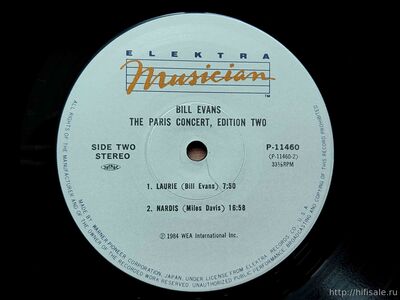 ELEKTRA
Musician
TM
BILL EVANS
THE PARIS CONCERT, EDITION TWO
SIDE TWO
STEREO
P-11460
(P-11460-2)
33⅓RPM
1. LAURIE (Bill Evans) 7:50
2. NARDIS (Miles Davis) 16:58
Ⓟ 1984 WEA International Inc.
ALL RIGHTS OF THE MANUFACTURER AND OF THE OWNER OF THE RECORDED WORK RESERVED UNAUTHORIZED PUBLIC PERFORMANCE BROADCASTING AND COPYING OF THIS RECORD PROHIBITED
MADE BY WARNER-PIONEER CORPORATION, JAPAN, UNDER LICENSE FROM ELEKTRA RECORDS CO. U.S.A.
http://hifisale.ru